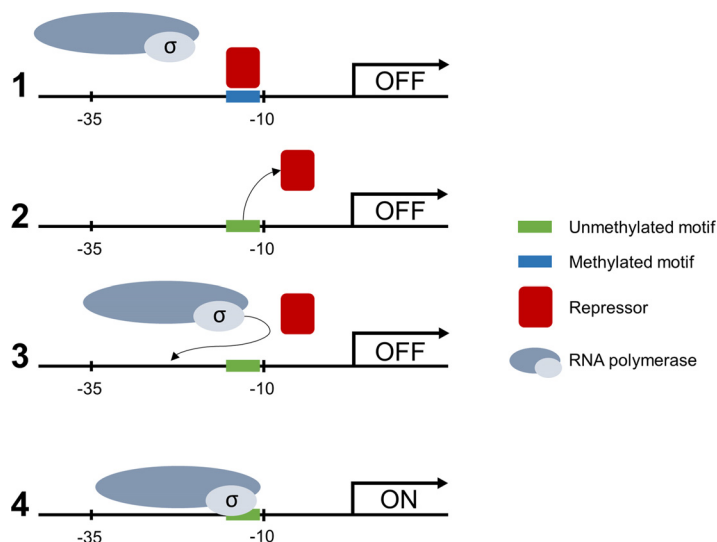 σ
1
OFF
-35
-10
2
OFF
-35
-10
σ
3
OFF
-35
-10
σ
4
ON
-35
-10
Unmethylated motif
Methylated motif
Repressor
RNA polymerase